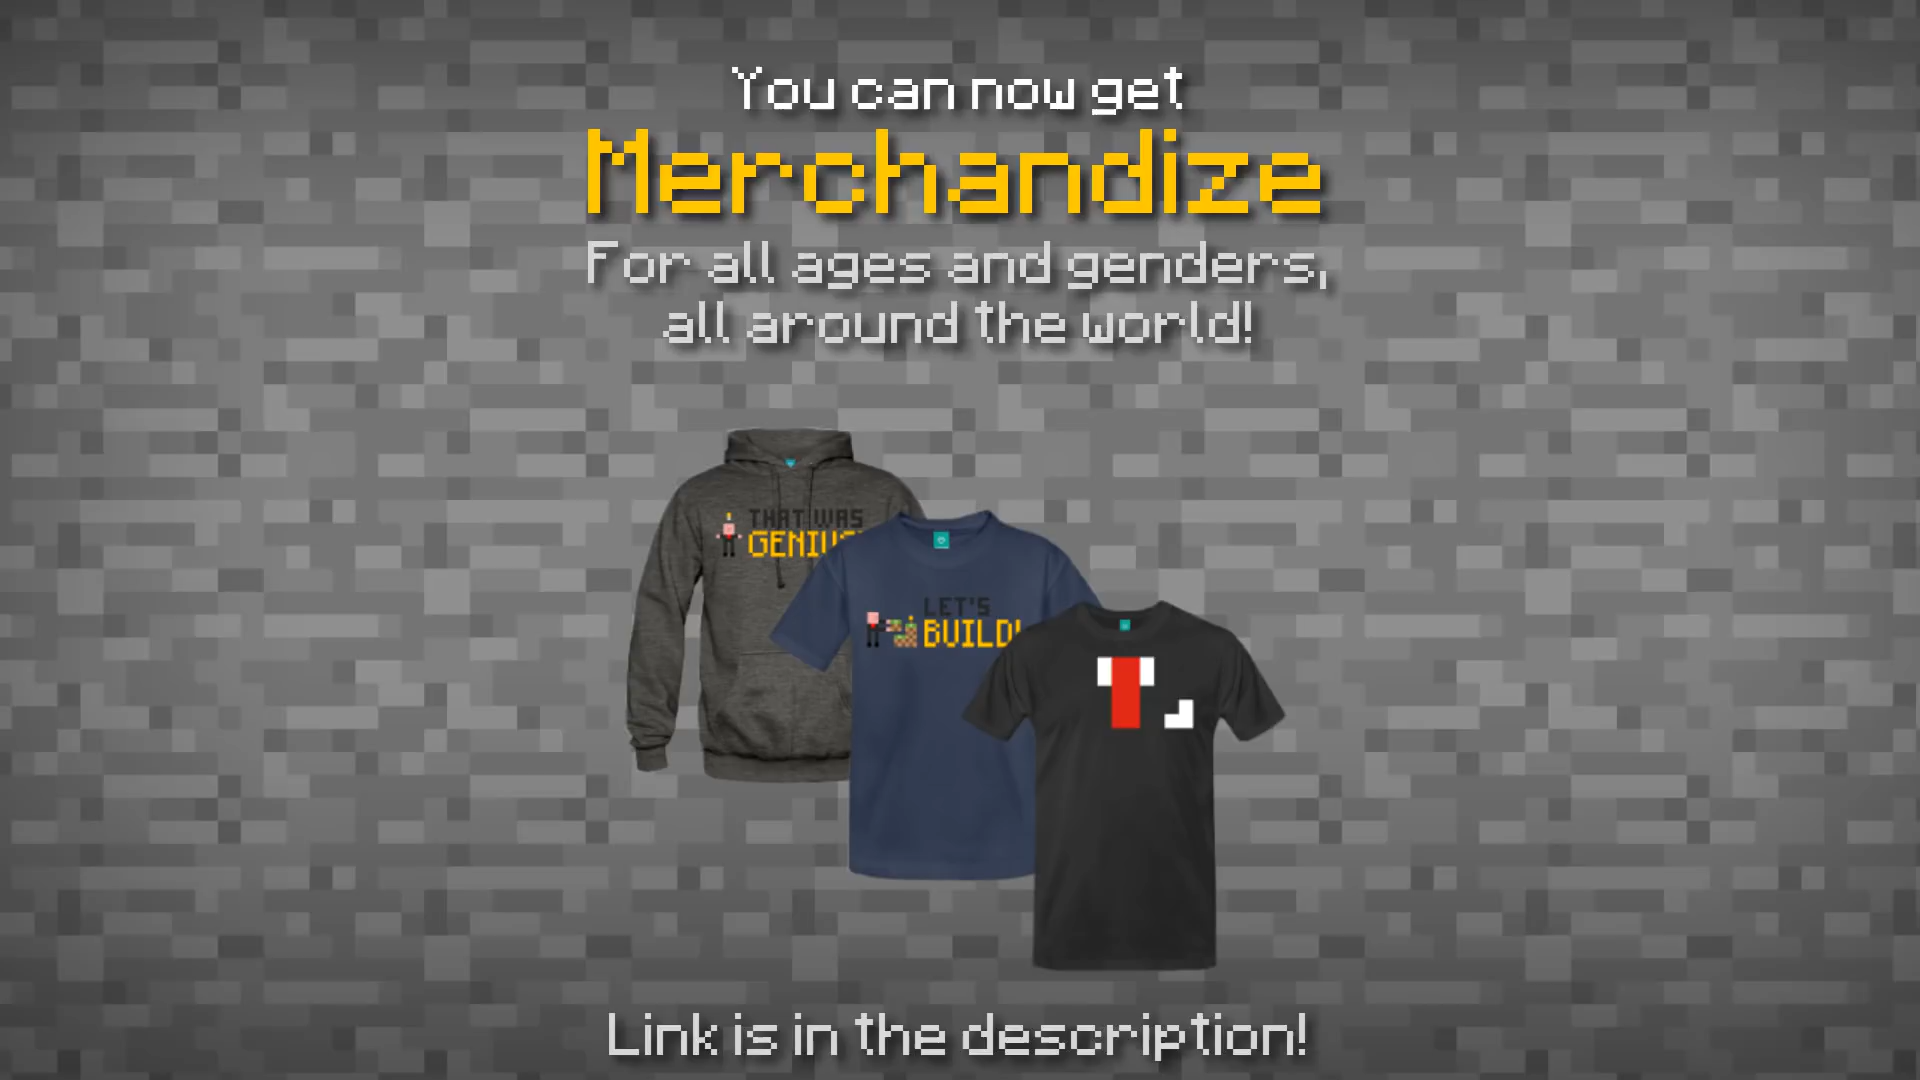 You can now get
Merchandize
For all ages and genders,
all around the world!
THAT WAS
GENIUS
LET'S
BUILD!
Link is in the description!